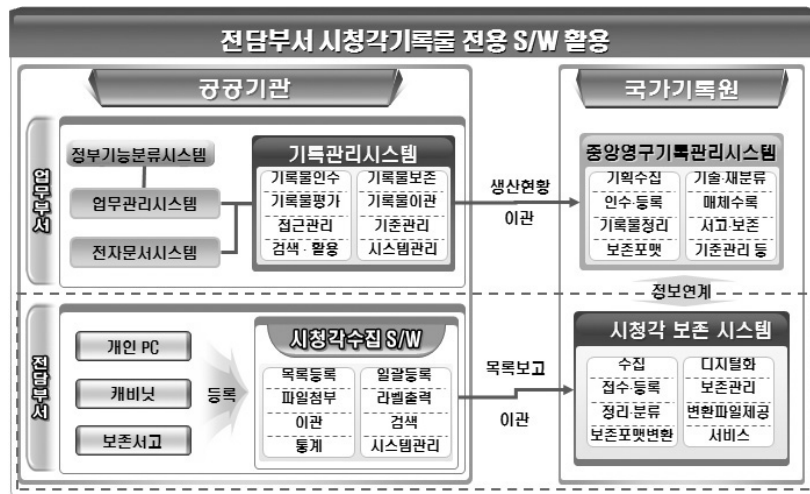 전담부서 시청각기록물 전용 S/W 활용
공공기관
국가기록원
업무부서
정부기능분류시스템
업무관리시스템
전자문서시스템
기록관리시스템
기록물인수 기록물보존
기록물평가 기록물이관
접근관리 기준관리
검색·활용 시스템관리
생산현황
이관
중앙영구기록관리시스템
기획수집 기술·재분류
인수·등록 매체수록
기록물정리 서고·보존
보존포맷 기준관리 등
정보연계
전담부서
개인 PC
캐비닛
보존서고
등록
시청각수집 S/W
목록등록 일괄등록
파일첨부 라벨출력
이관 검색
통계 시스템관리
목록보고
이관
시청각 보존 시스템
수집 디지털화
접수·등록 보존관리
정리·분류 변환파일제공
보존포맷변환 서비스